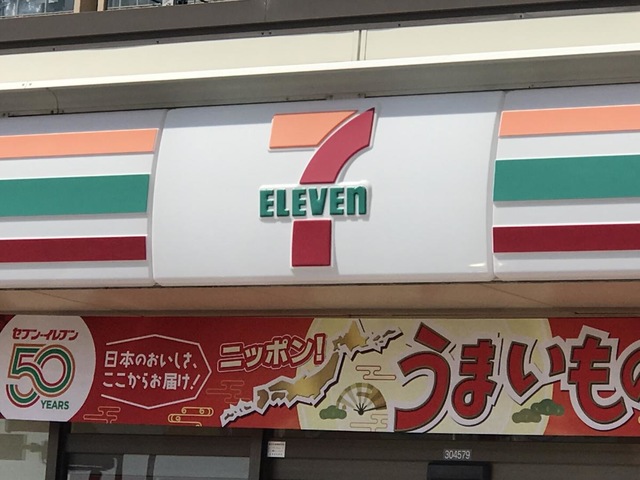 7
ELEVEn
セブン-イレブン
50
YEARS
日本のおいしさ、
ここからお届け!
ニッポン!
うまいもの
304579